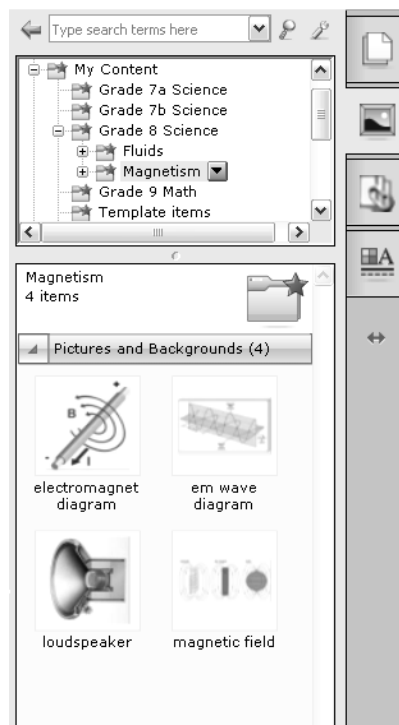 Type search terms here
My Content
Grade 7a Science
Grade 7b Science
Grade 8 Science
Fluids
Magnetism
Grade 9 Math
Template items
A
Magnetism
4 items
Pictures and Backgrounds (4)
B
+
-
I
electromagnet
diagram
em wave
diagram
loudspeaker
magnetic field